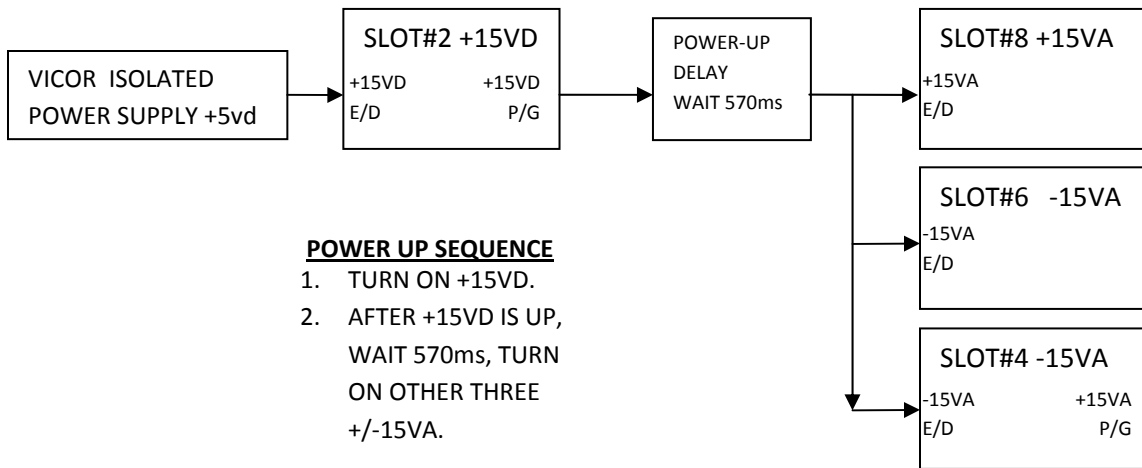 VICOR ISOLATED
POWER SUPPLY +5vd
SLOT#2 +15VD
+15VD +15VD
E/D P/G
POWER-UP
DELAY
WAIT 570ms
SLOT#8 +15VA
+15VA
E/D
SLOT#6 -15VA
-15VA
E/D
SLOT#4 -15VA
-15VA +15VA
E/D P/G
POWER UP SEQUENCE
1. TURN ON +15VD.
2. AFTER +15VD IS UP,
WAIT 570ms, TURN
ON OTHER THREE
+/-15VA.